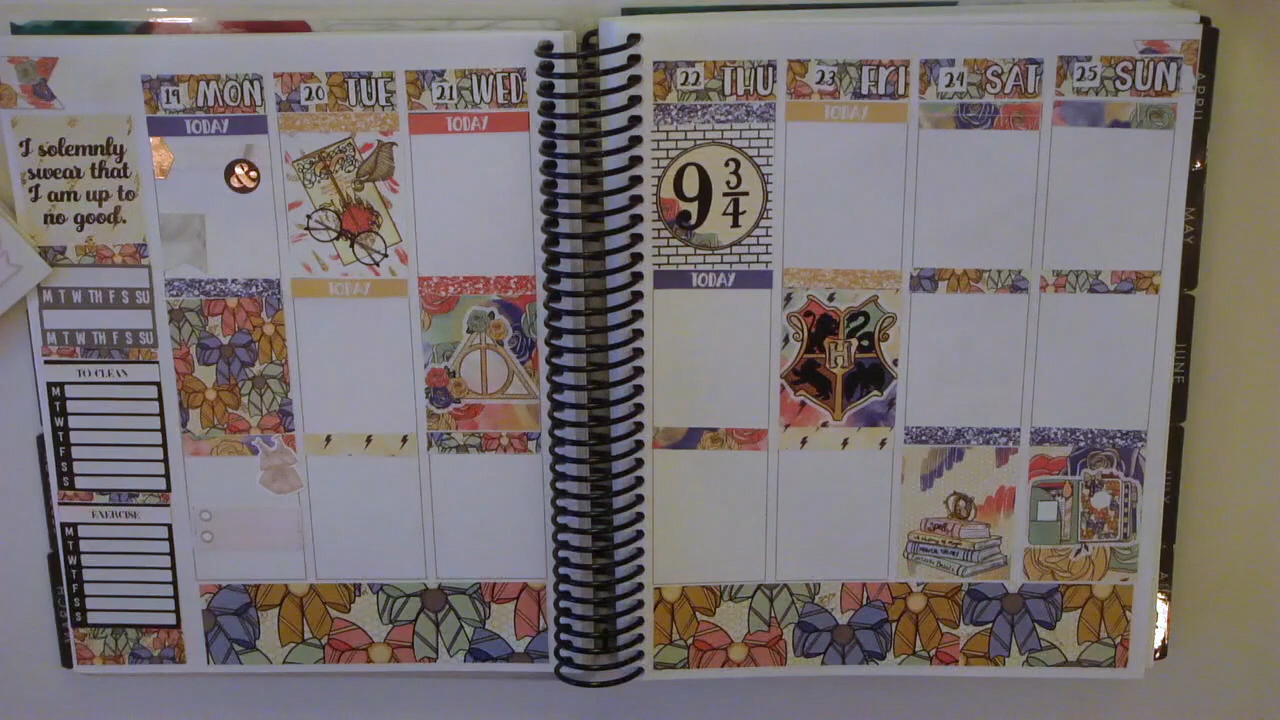 19 MON
20 TUE
21 WED
22 THU
23 FRI
24 SAT
25 SUN
TODAY
TODAY
TODAY
I solemnly
swear that
I am up to
no good.
&
9 3/4
TODAY
TODAY
M T W TH F S SU
M T W TH F S SU
H
TO CLEAN
M
T
W
T
F
S
S
EXERCISE
M
T
W
T
F
S
S
APRIL
MAY
JUNE
JULY